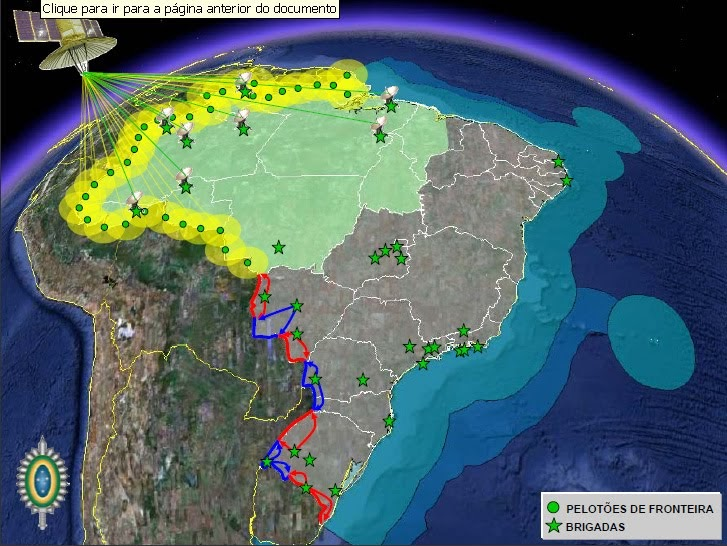 Clique para ir para a página anterior do documento
PELOTÕES DE FRONTEIRA
BRIGADAS